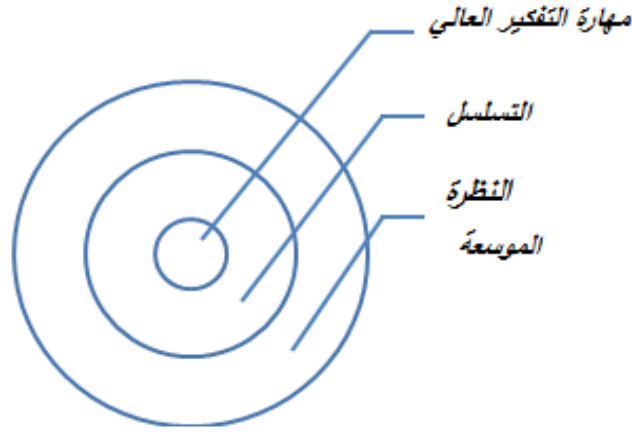 مهارة التفكير العالي
التسلسل
النظرة
الموسعة